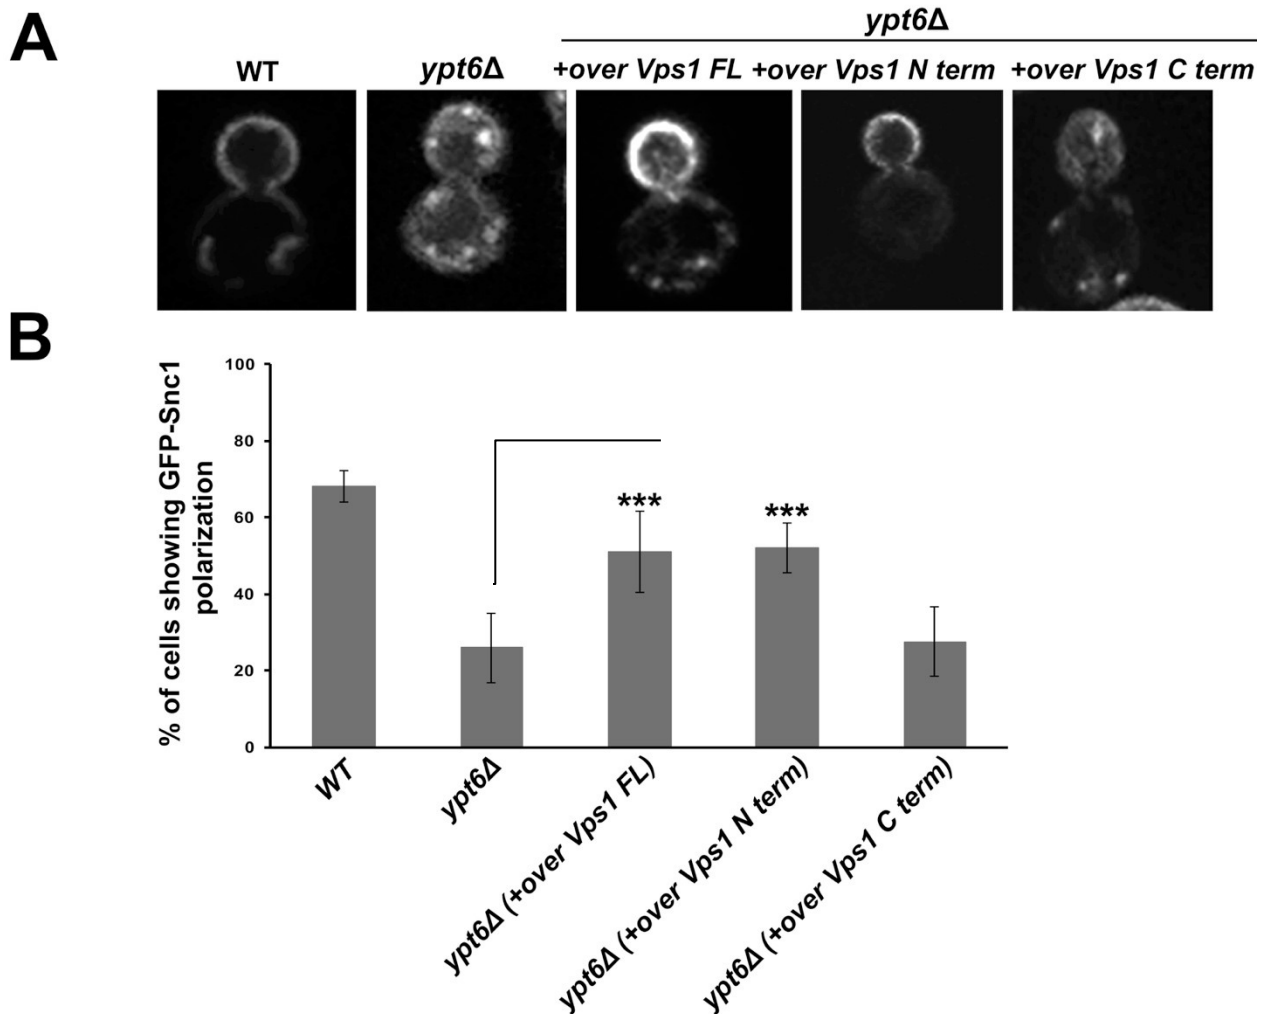 A
ypt6Δ
WT
ypt6Δ
+over Vps1 FL
+over Vps1 N term
+over Vps1 C term
B
% of cells showing GFP-Snc1
polarization
100
80
60
40
20
0
***
***
WT
ypt6Δ
ypt6Δ (+over Vps1 FL)
ypt6Δ (+over Vps1 N term)
ypt6Δ (+over Vps1 C term)